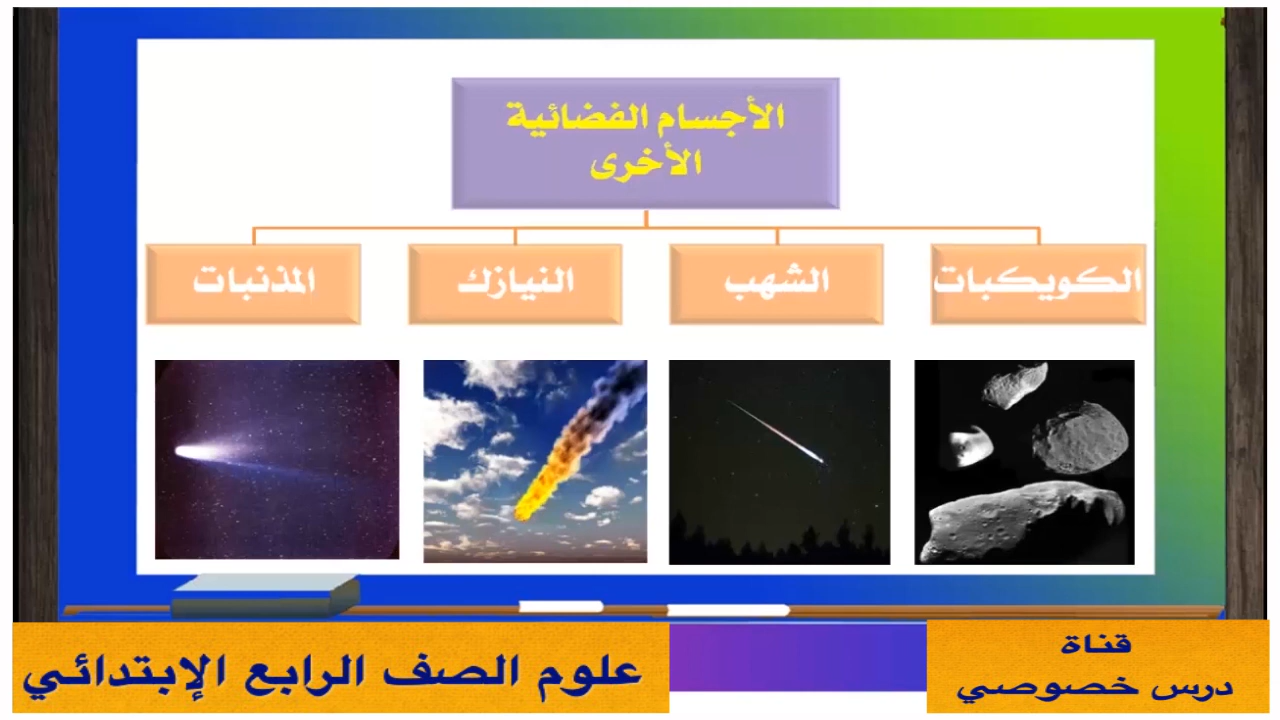 الأجسام الفضائية
الأخرى
الكويكبات
الشهب
النيازك
المذنبات
قناة
درس خصوصي
علوم الصف الرابع الإبتدائي